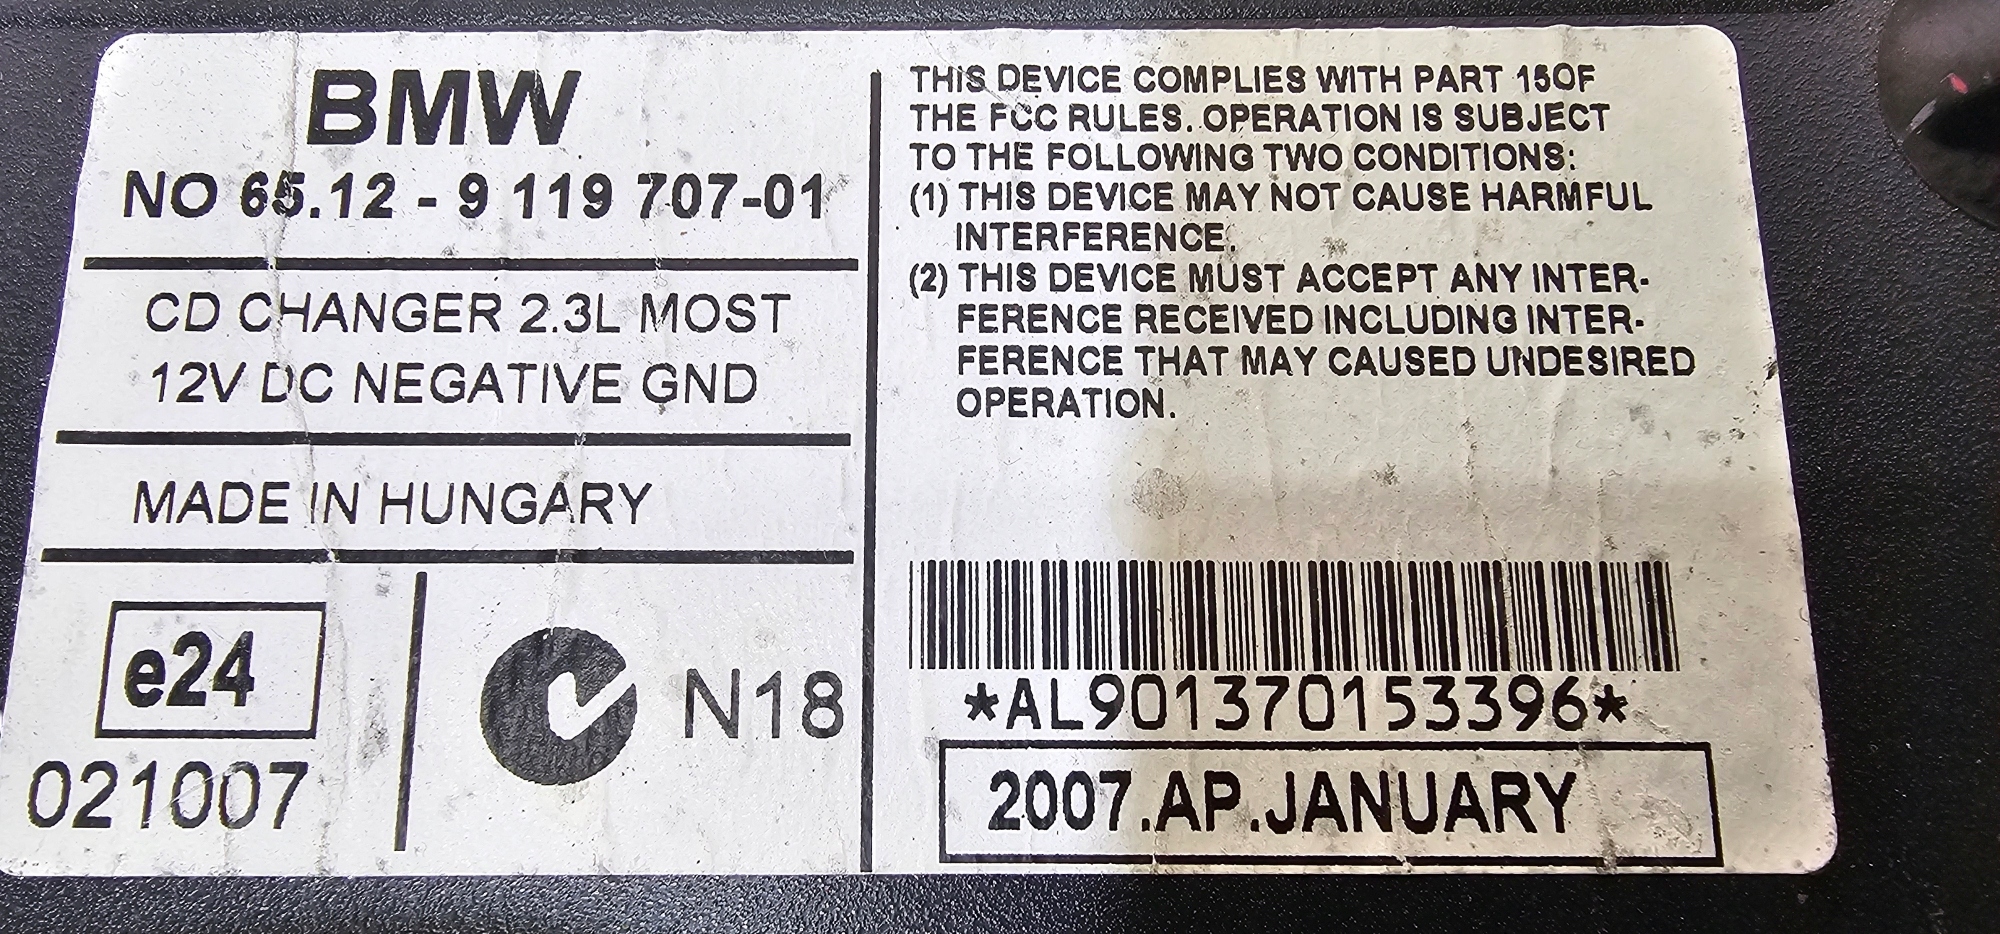 BMW
NO 65.12 - 9 119 707-01
CD CHANGER 2.3L MOST
12V DC NEGATIVE GND
MADE IN HUNGARY
e24
021007
N18
THIS DEVICE COMPLIES WITH PART 15OF
THE FCC RULES. OPERATION IS SUBJECT
TO THE FOLLOWING TWO CONDITIONS:
(1) THIS DEVICE MAY NOT CAUSE HARMFUL
INTERFERENCE.
(2) THIS DEVICE MUST ACCEPT ANY INTER-
FERENCE RECEIVED INCLUDING INTER-
FERENCE THAT MAY CAUSED UNDESIRED
OPERATION.
*AL901370153396*
2007.AP.JANUARY